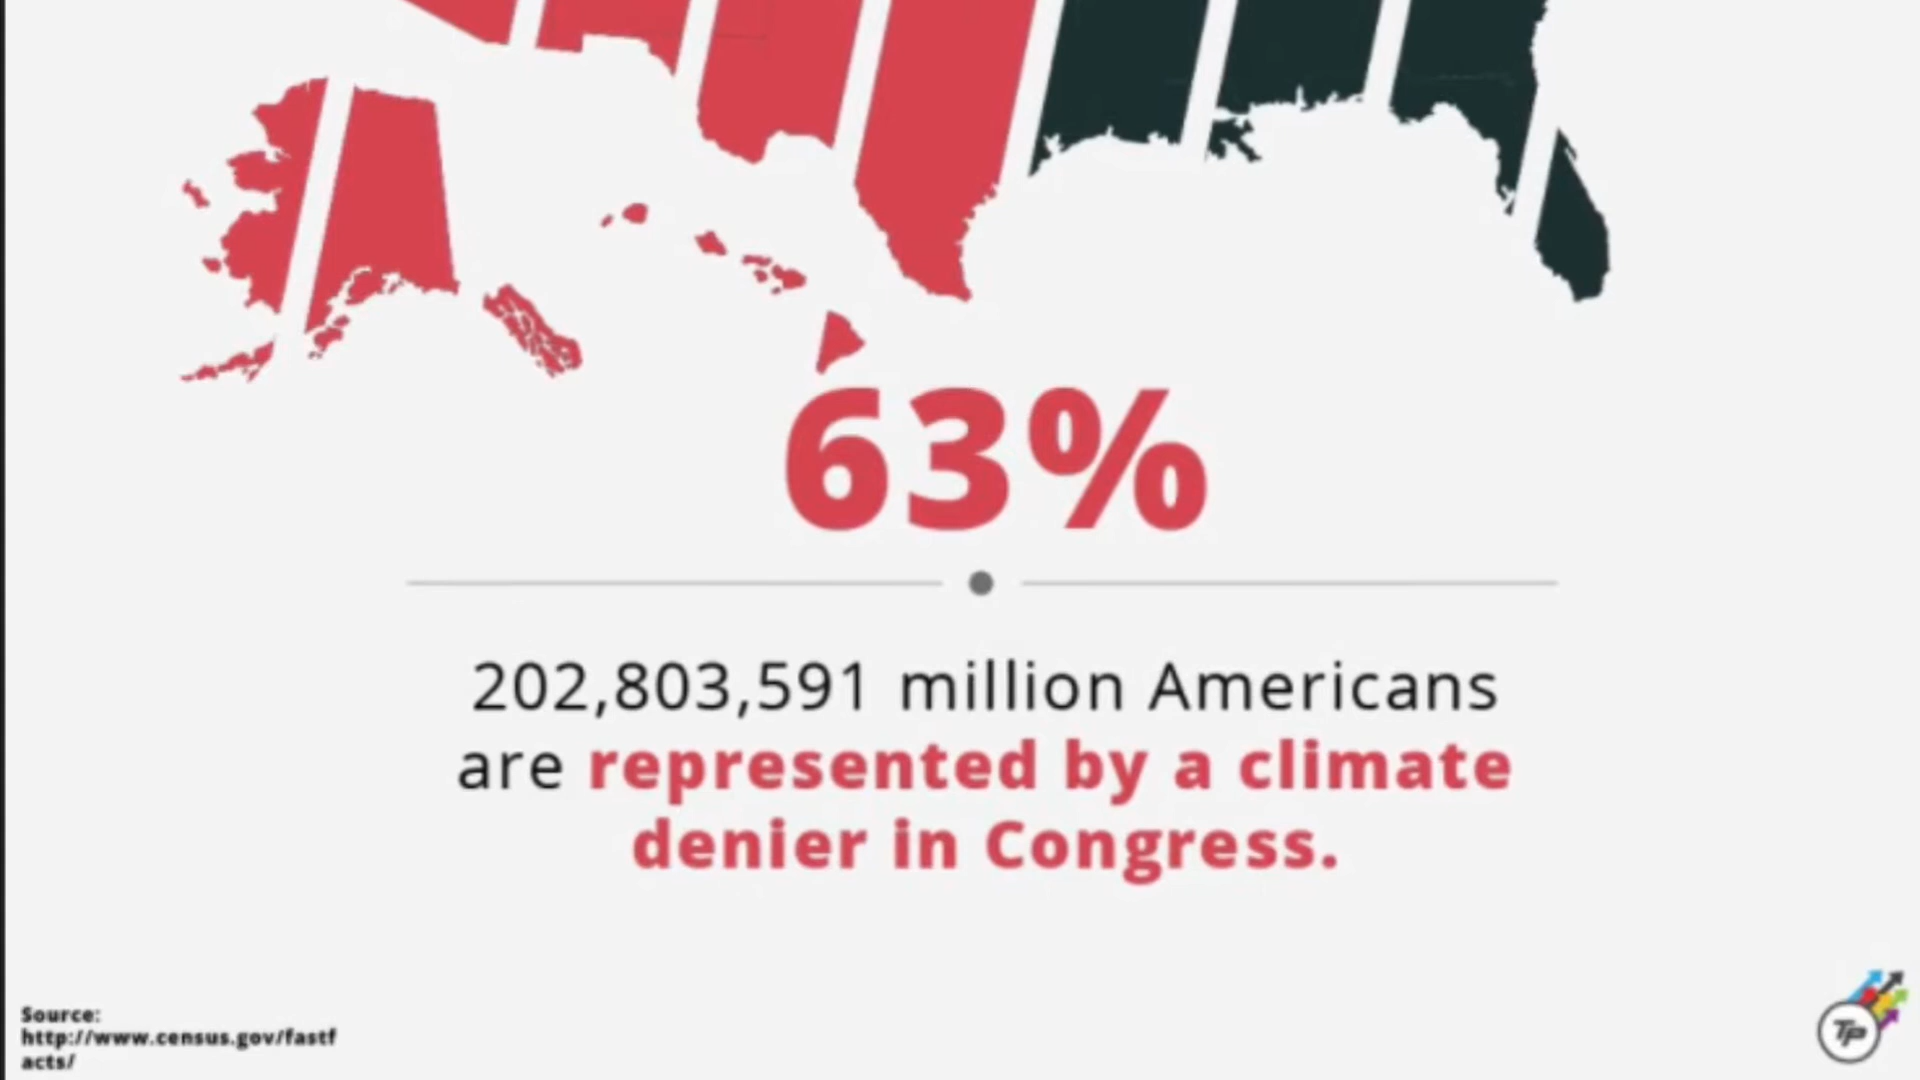 63%
202,803,591 million Americans
are represented by a climate
denier in Congress.
Source:
http://www.census.gov/fastf
acts/
TP